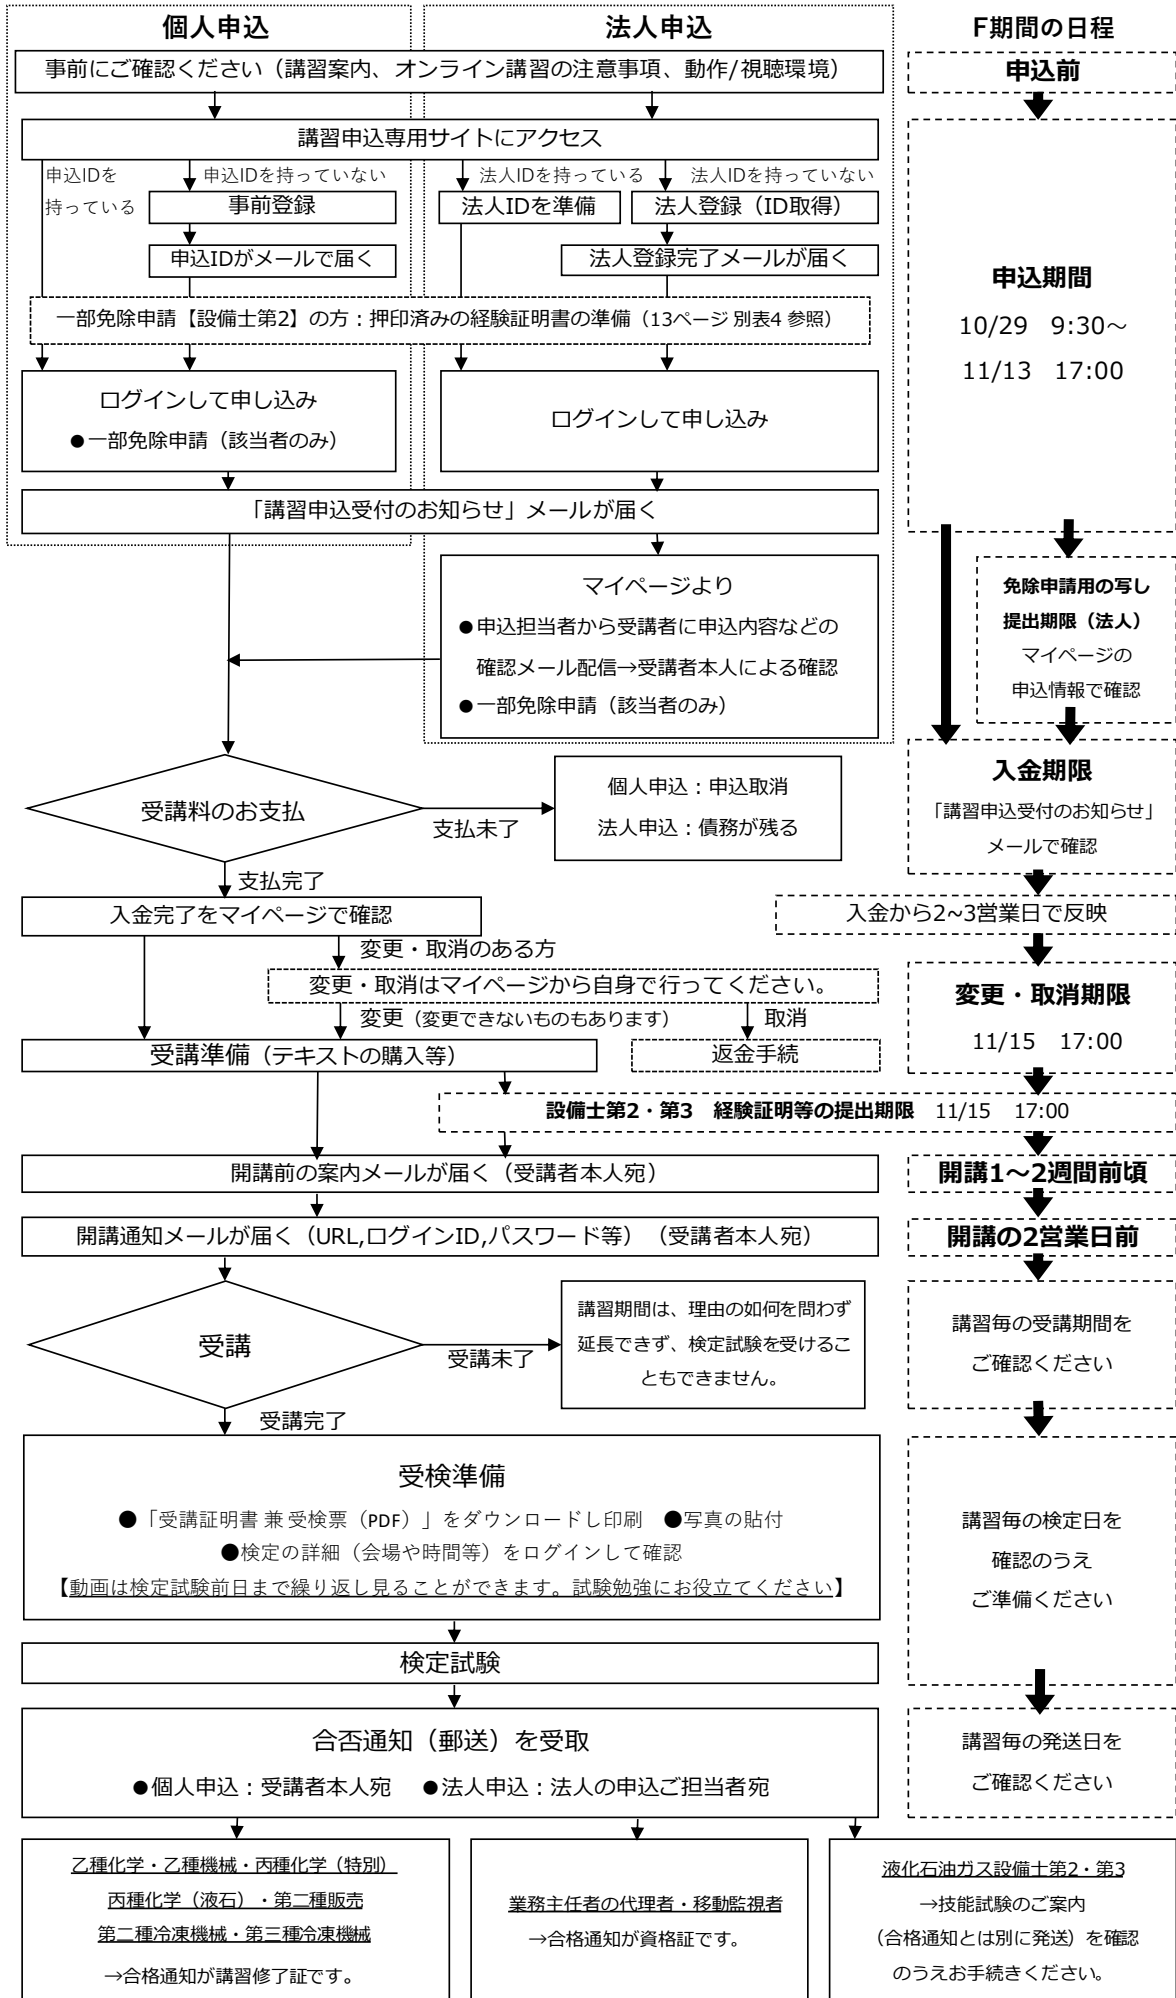 個人申込
法人申込
F期間の日程
事前にご確認ください（講習案内、オンライン講習の注意事項、動作/視聴環境）
申込前
講習申込専用サイトにアクセス
申込IDを
持っている
申込IDを持っていない
法人IDを持っている
法人IDを持っていない
事前登録
法人IDを準備
法人登録（ID取得）
申込IDがメールで届く
法人登録完了メールが届く
申込期間
10/29 9:30～
11/13 17:00
一部免除申請【設備士第2】の方：押印済みの経験証明書の準備（13ページ 別表4 参照）
ログインして申し込み
●一部免除申請（該当者のみ）
ログインして申し込み
「講習申込受付のお知らせ」メールが届く
マイページより
●申込担当者から受講者に申込内容などの
確認メール配信→受講者本人による確認
●一部免除申請（該当者のみ）
免除申請用の写し
提出期限（法人）
マイページの
申込情報で確認
受講料のお支払
支払未了
個人申込：申込取消
法人申込：債務が残る
入金期限
「講習申込受付のお知らせ」
メールで確認
支払完了
入金完了をマイページで確認
入金から2~3営業日で反映
変更・取消のある方
変更・取消はマイページから自身で行ってください。
変更（変更できないものもあります）
取消
変更・取消期限
11/15 17:00
受講準備（テキストの購入等）
返金手続
設備士第2・第3 経験証明等の提出期限 11/15 17:00
開講前の案内メールが届く（受講者本人宛）
開講1～2週間前頃
開講通知メールが届く（URL,ログインID,パスワード等）（受講者本人宛）
開講の2営業日前
受講
受講未了
講習期間は、理由の如何を問わず
延長できず、検定試験を受けるこ
ともできません。
講習毎の受講期間を
ご確認ください
受講完了
受検準備
●「受講証明書 兼 受検票（PDF）」をダウンロードし印刷 ●写真の貼付
●検定の詳細（会場や時間等）をログインして確認
【動画は検定試験前日まで繰り返し見ることができます。試験勉強にお役立てください】
講習毎の検定日を
確認のうえ
ご準備ください
検定試験
合否通知（郵送）を受取
●個人申込：受講者本人宛 ●法人申込：法人の申込ご担当者宛
講習毎の発送日を
ご確認ください
乙種化学・乙種機械・丙種化学（特別）
丙種化学（液石）・第二種販売
第二種冷凍機械・第三種冷凍機械
→合格通知が講習修了証です。
業務主任者の代理者・移動監視者
→合格通知が資格証です。
液化石油ガス設備士第2・第3
→技能試験のご案内
（合格通知とは別に発送）を確認
のうえお手続きください。